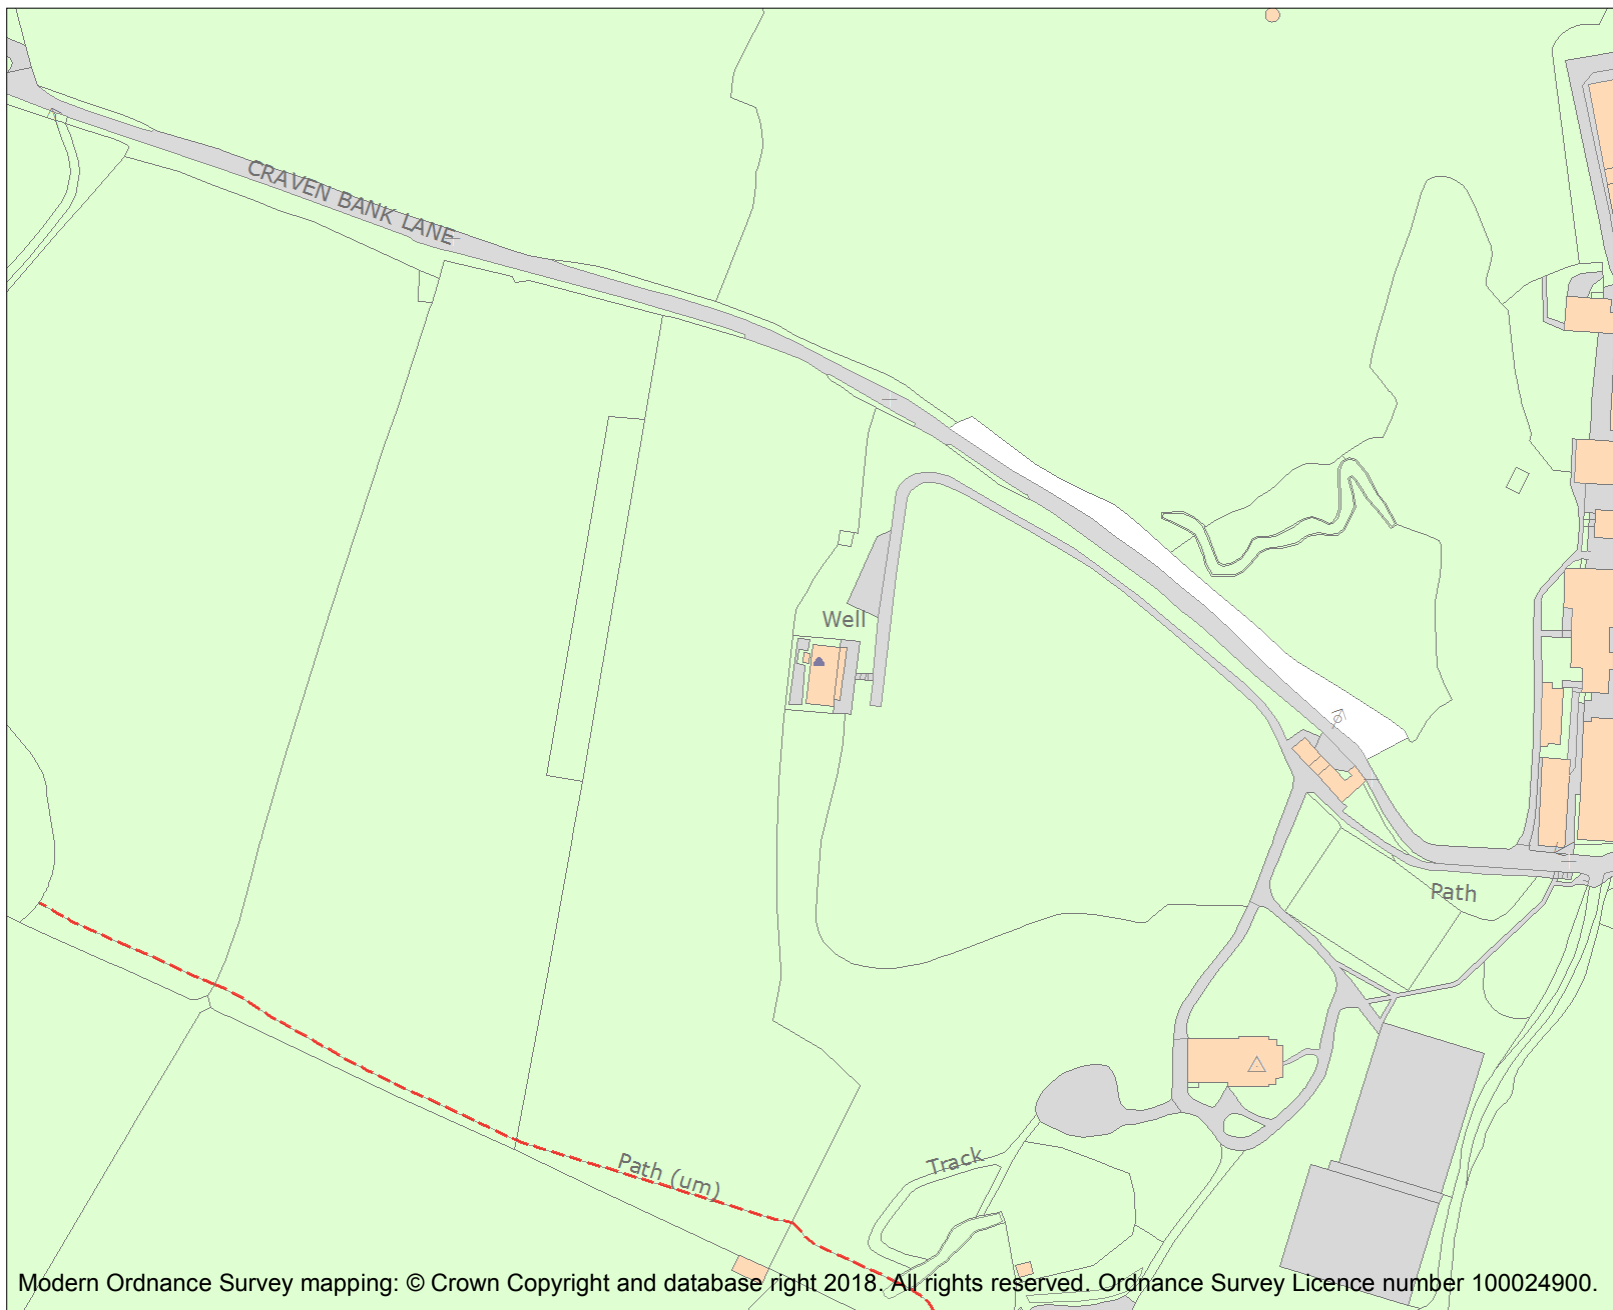 CRAVEN BANK LANE
Well
Path
Track
Path (um)
Modern Ordnance Survey mapping: © Crown Copyright and database right 2018. All rights reserved. Ordnance Survey Licence number 100024900.